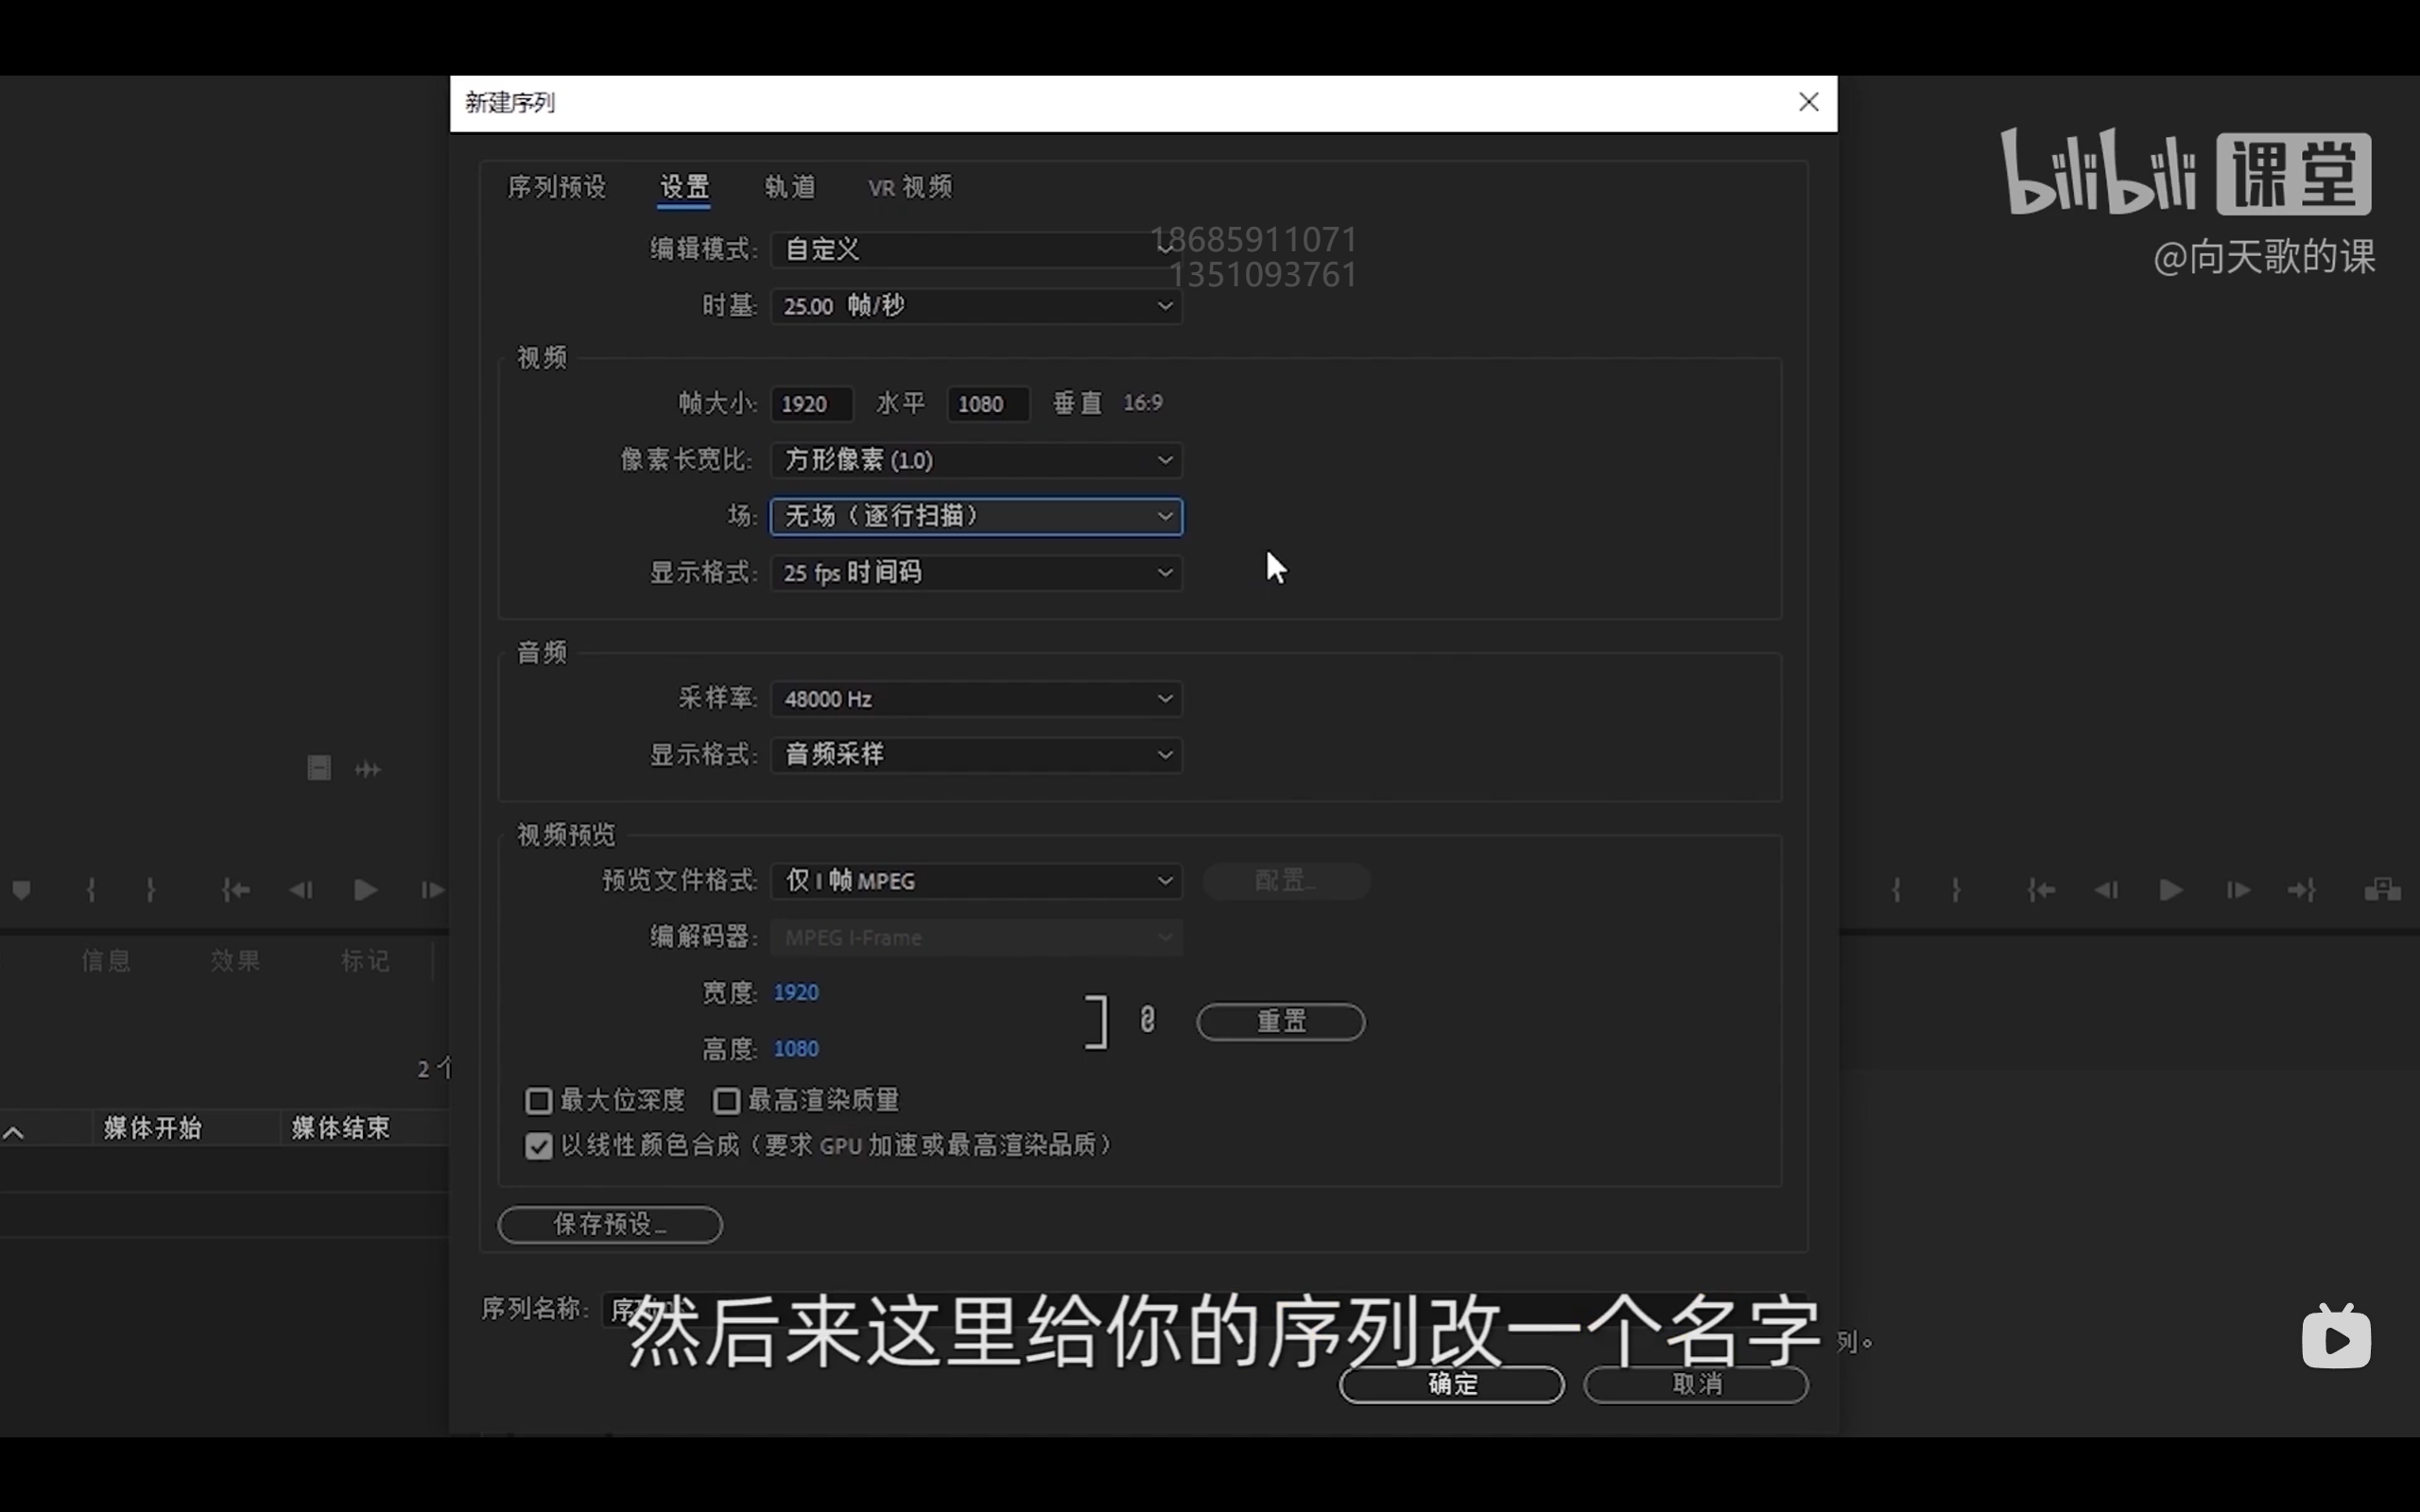 新建序列
bilibili 课堂
@向天歌的课
序列预设 设置 轨道 VR 视频
18685911071
1351093761
编辑模式: 自定义
时基: 25.00 帧/秒
视频
帧大小: 1920 水平 1080 垂直 16:9
像素长宽比: 方形像素 (1.0)
场: 无场（逐行扫描）
显示格式: 25 fps 时间码
音频
采样率: 48000 Hz
显示格式: 音频采样
视频预览
预览文件格式: 仅 I 帧 MPEG 配置...
编解码器: MPEG I-Frame
宽度: 1920
重置
高度: 1080
最大位深度 最高渲染质量
以线性颜色合成（要求 GPU 加速或最高渲染品质）
保存预设...
信息 效果 标记
2 个
媒体开始 媒体结束
序列名称:
然后来这里给你的序列改一个名字
列。
确定 取消